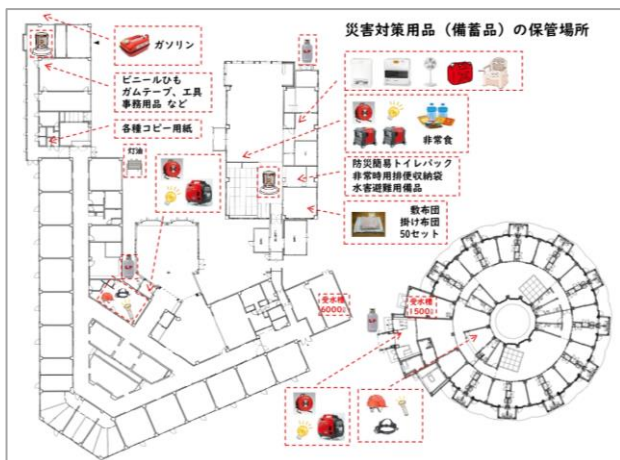 災害対策用品（備蓄品）の保管場所
ガソリン
ビニールひも
ガムテープ、工具
事務用品 など
各種コピー用紙
灯油
非常食
防災簡易トイレパック
非常時用排便収納袋
水害避難用備品
敷布団
掛け布団
50セット
受水槽
6000ℓ
受水槽
1500ℓ